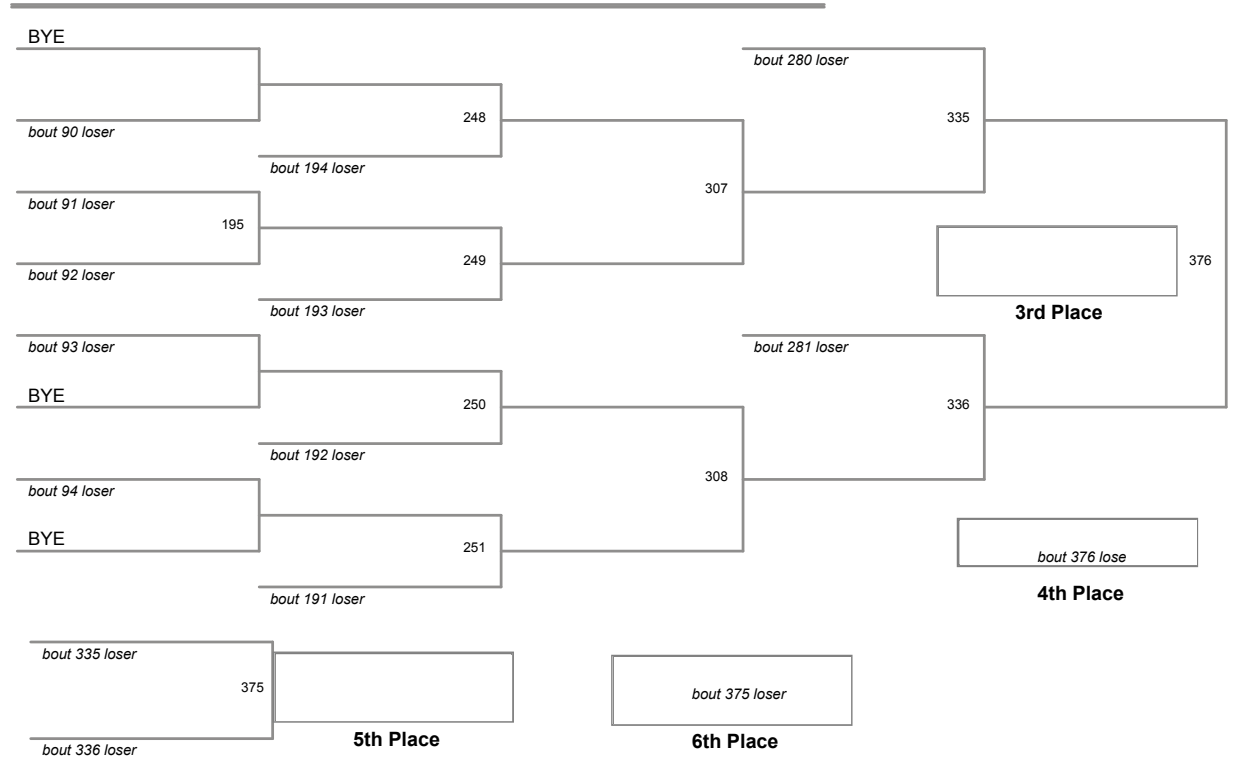 BYE
bout 280 loser
248
335
bout 90 loser
bout 194 loser
307
bout 91 loser
195
249
376
bout 92 loser
bout 193 loser
3rd Place
bout 93 loser
bout 281 loser
BYE
250
336
bout 192 loser
308
bout 94 loser
BYE
251
bout 376 lose
bout 191 loser
4th Place
bout 335 loser
375
bout 375 loser
5th Place
6th Place
bout 336 loser